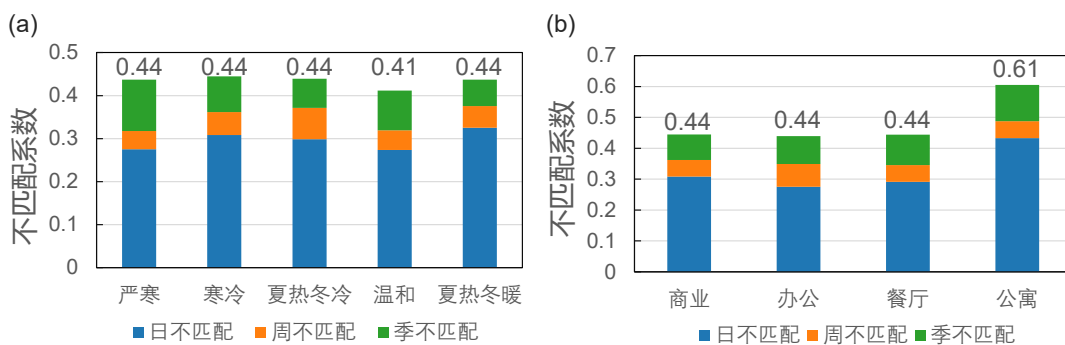 (a)
不匹配系数
0.5
0.4
0.3
0.2
0.1
0
0.44 0.44 0.44 0.41 0.44
严寒 寒冷 夏热冬冷 温和 夏热冬暖
日不匹配 周不匹配 季不匹配
(b)
不匹配系数
0.7
0.6
0.5
0.4
0.3
0.2
0.1
0
0.44 0.44 0.44 0.61
商业 办公 餐厅 公寓
日不匹配 周不匹配 季不匹配